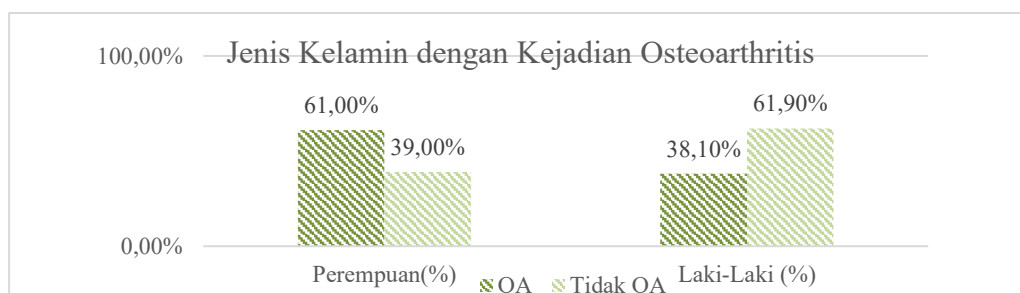 Jenis Kelamin dengan Kejadian Osteoarthritis
100,00%
61,00%
39,00%
38,10%
61,90%
0,00%
Perempuan(%)
Laki-Laki (%)
OA
Tidak OA